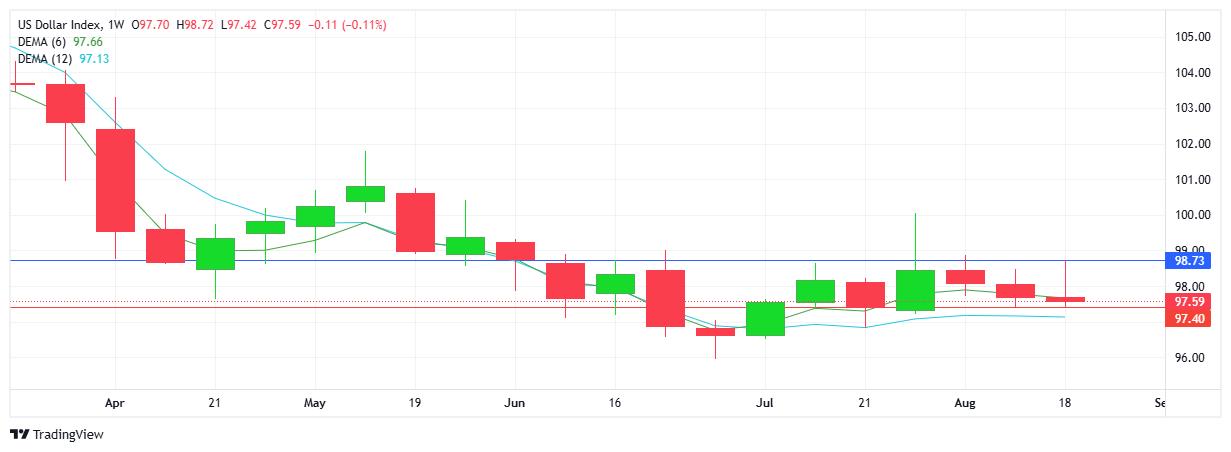 US Dollar Index, 1W O97.70 H98.72 L97.42 C97.59 −0.11 (−0.11%)
DEMA (6) 97.66
DEMA (12) 97.13
105.00
104.00
103.00
102.00
101.00
100.00
99.00
98.73
98.00
97.59
97.40
96.00
Apr 21 May 19 Jun 16 Jul 21 Aug 18 Se
TradingView